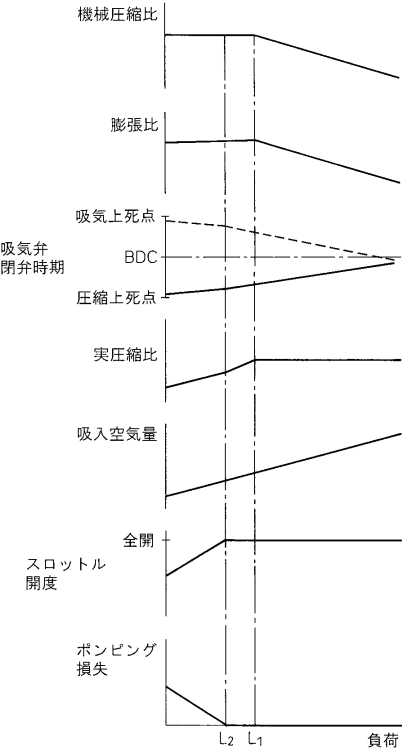 機械圧縮比
膨張比
吸気上死点
吸気弁
閉弁時期
BDC
圧縮上死点
実圧縮比
吸入空気量
全開
スロットル
開度
ポンピング
損失
L₂
L₁
負荷